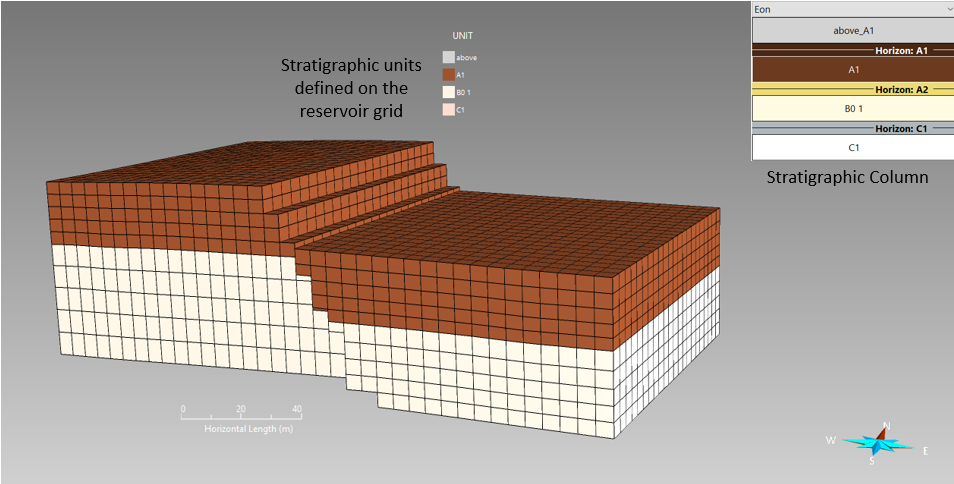 Eon
above_A1
Horizon: A1
A1
Horizon: A2
B0 1
Horizon: C1
C1
Stratigraphic Column
UNIT
above
A1
B0 1
C1
Stratigraphic units
defined on the
reservoir grid
0 20 40
Horizontal Length (m)
N
W
E
S